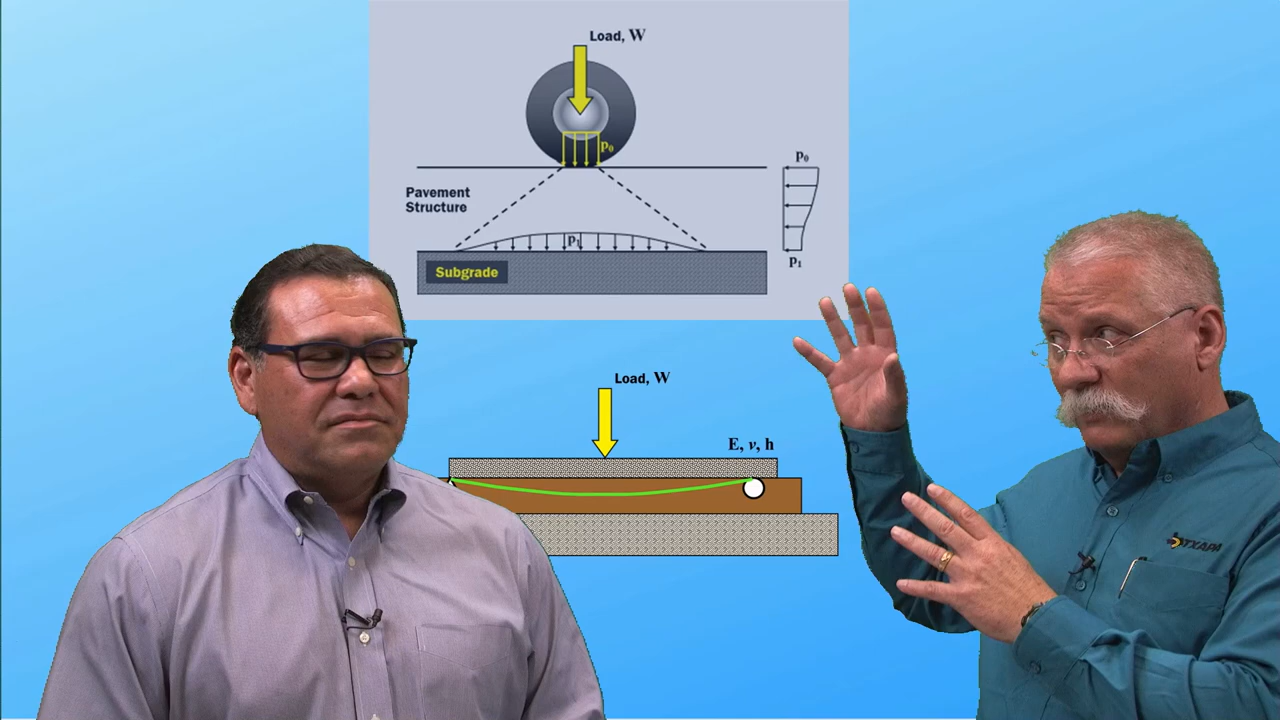 Load, W
p₀
p₀
Pavement
Structure
p₁
p₁
Subgrade
Load, W
E, ν, h
TXAPA